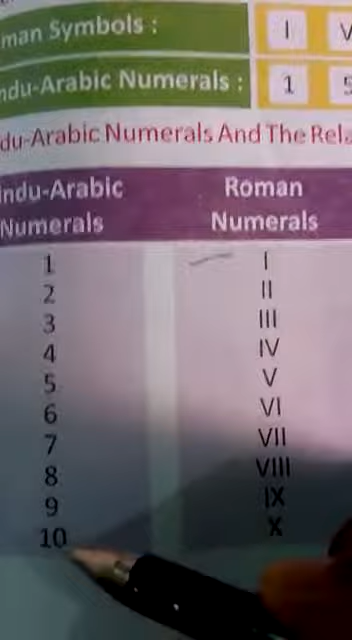 man Symbols : I V
ndu-Arabic Numerals : 1 5
du-Arabic Numerals And The Rela
indu-Arabic Numerals Roman Numerals
1 I
2 II
3 III
4 IV
5 V
6 VI
7 VII
8 VIII
9 IX
10 X